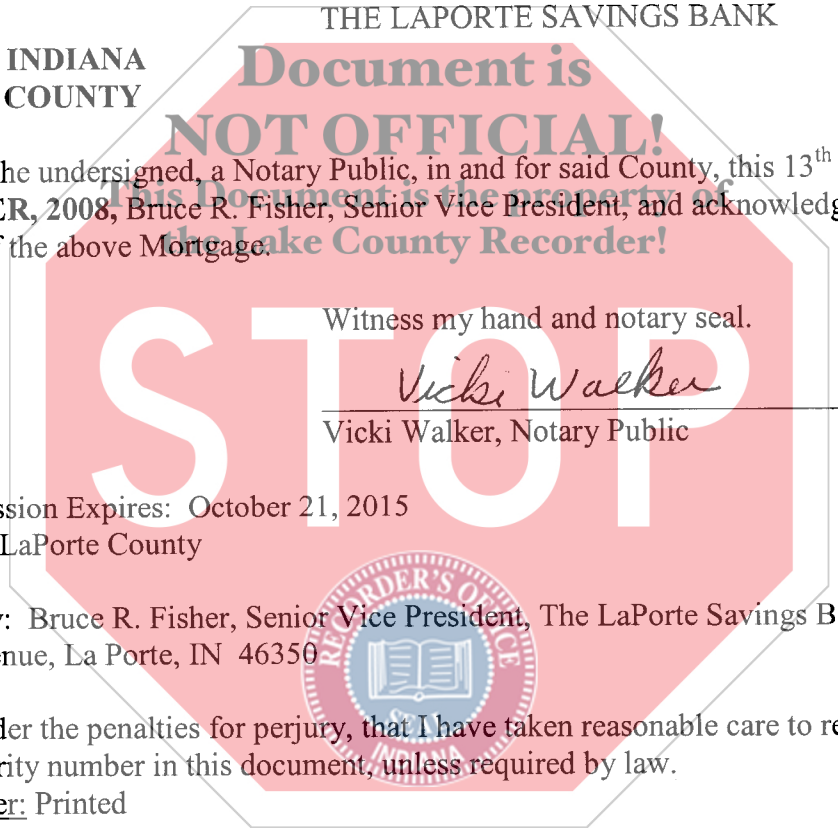 THE LAPORTE SAVINGS BANK
INDIANA
COUNTY
Document is
NOT OFFICIAL!
This Document is the property of
the Lake County Recorder!
he undersigned, a Notary Public, in and for said County, this 13th
ER, 2008, Bruce R. Fisher, Senior Vice President, and acknowledg
f the above Mortgage.
STOP
Witness my hand and notary seal.
Vicki Walker
Vicki Walker, Notary Public
ssion Expires: October 21, 2015
LaPorte County
y: Bruce R. Fisher, Senior Vice President, The LaPorte Savings B
enue, La Porte, IN 46350
RECORDER'S OFFICE
SEAL
INDIANA
der the penalties for perjury, that I have taken reasonable care to re
rity number in this document, unless required by law.
er: Printed